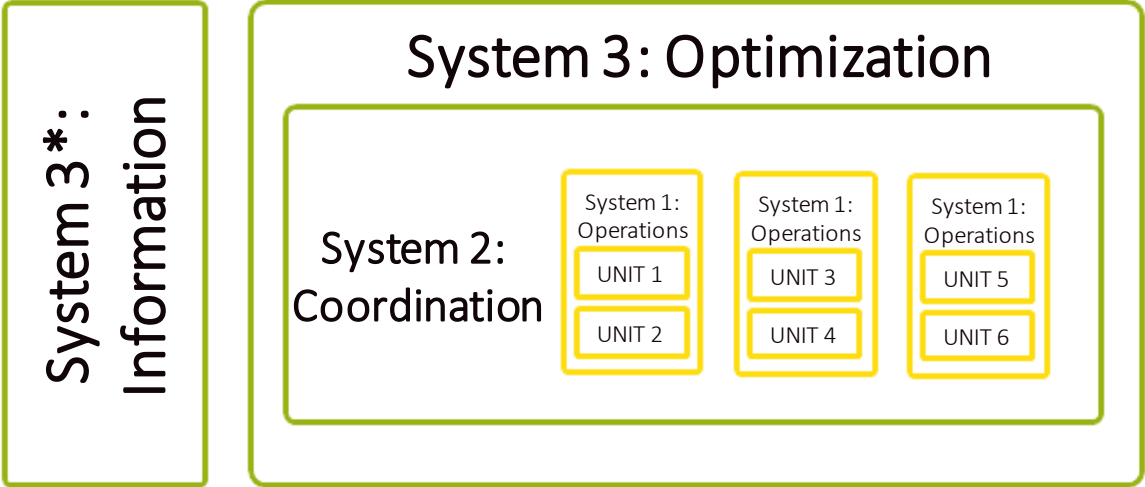 System 3*:
Information
System 3: Optimization
System 2:
Coordination
System 1:
Operations
UNIT 1
UNIT 2
System 1:
Operations
UNIT 3
UNIT 4
System 1:
Operations
UNIT 5
UNIT 6